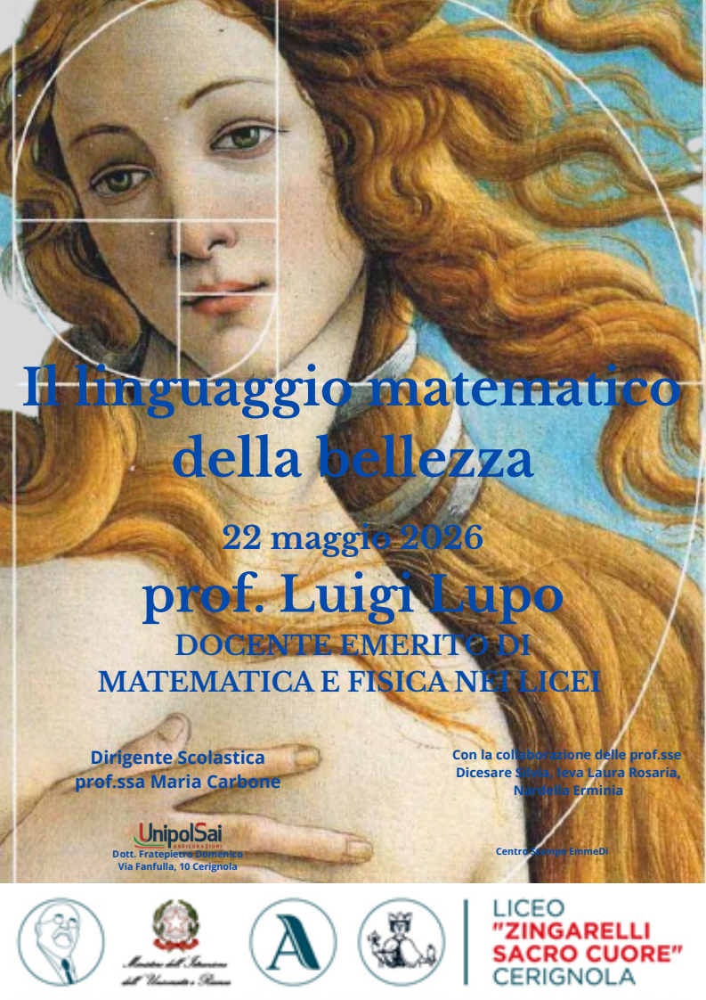 Il linguaggio matematico
della bellezza
22 maggio 2026
prof. Luigi Lupo
DOCENTE EMERITO DI
MATEMATICA E FISICA NEI LICEI
Dirigente Scolastica
prof.ssa Maria Carbone
Con la collaborazione delle prof.sse
Dicesare Silvia, Ieva Laura Rosaria,
Nardella Erminia
UnipolSai
ASSICURAZIONI
Dott. Fratepietro Domenico
Via Fanfulla, 10 Cerignola
Centro Stampe EmmeDi
Ministero dell'Istruzione
dell'Università e Ricerca
A
LICEO
"ZINGARELLI
SACRO CUORE"
CERIGNOLA